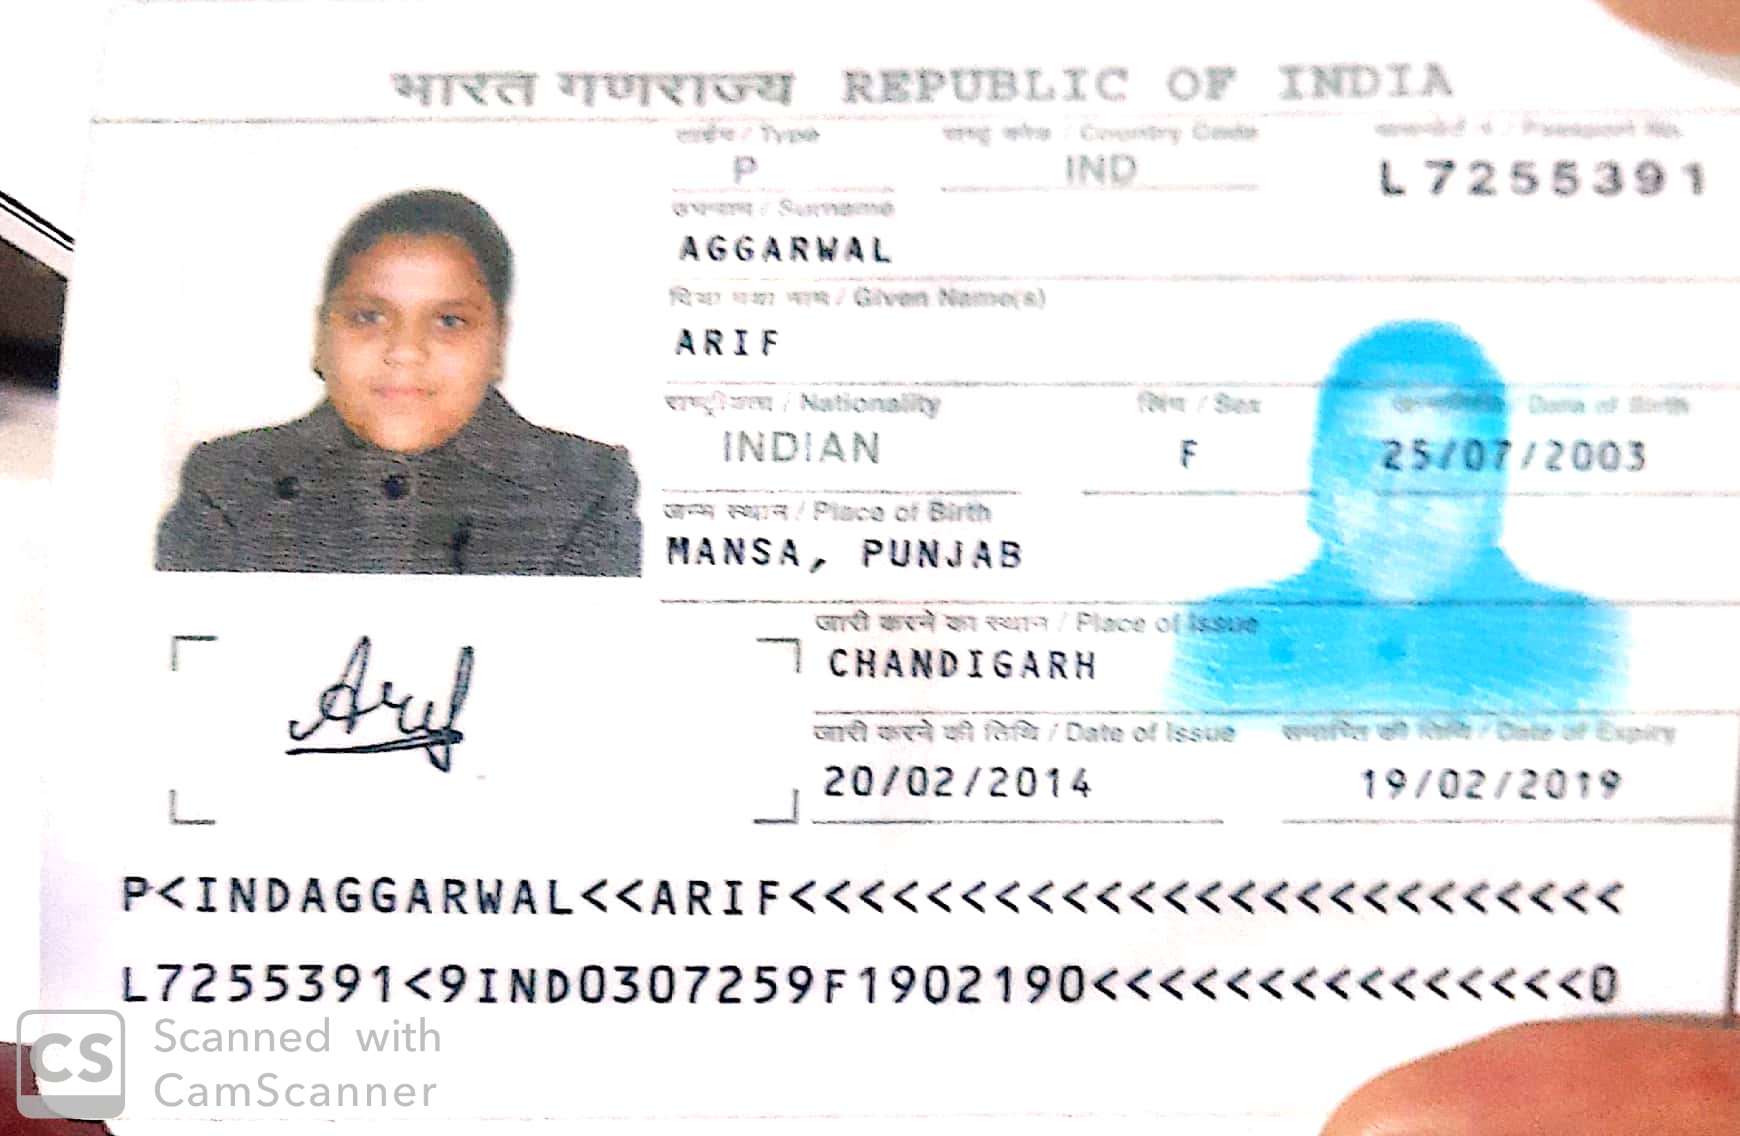 भारत गणराज्य REPUBLIC OF INDIA
टाईप / Type
राष्ट्र कोड / Country Code
पासपोर्ट नं. / Passport No.
P
IND
L7255391
उपनाम / Surname
AGGARWAL
दिया गया नाम / Given Name(s)
ARIF
राष्ट्रीयता / Nationality
लिंग / Sex
जन्मतिथि / Date of Birth
INDIAN
F
25/07/2003
जन्म स्थान / Place of Birth
MANSA, PUNJAB
जारी करने का स्थान / Place of Issue
CHANDIGARH
Arif
जारी करने की तिथि / Date of Issue
समाप्ति की तिथि / Date of Expiry
20/02/2014
19/02/2019
P<INDAGGARWAL<<ARIF<<<<<<<<<<<<<<<<<<<<<<<<<
L7255391<9IND0307259F1902190<<<<<<<<<<<<<<<0
CS
Scanned with
CamScanner